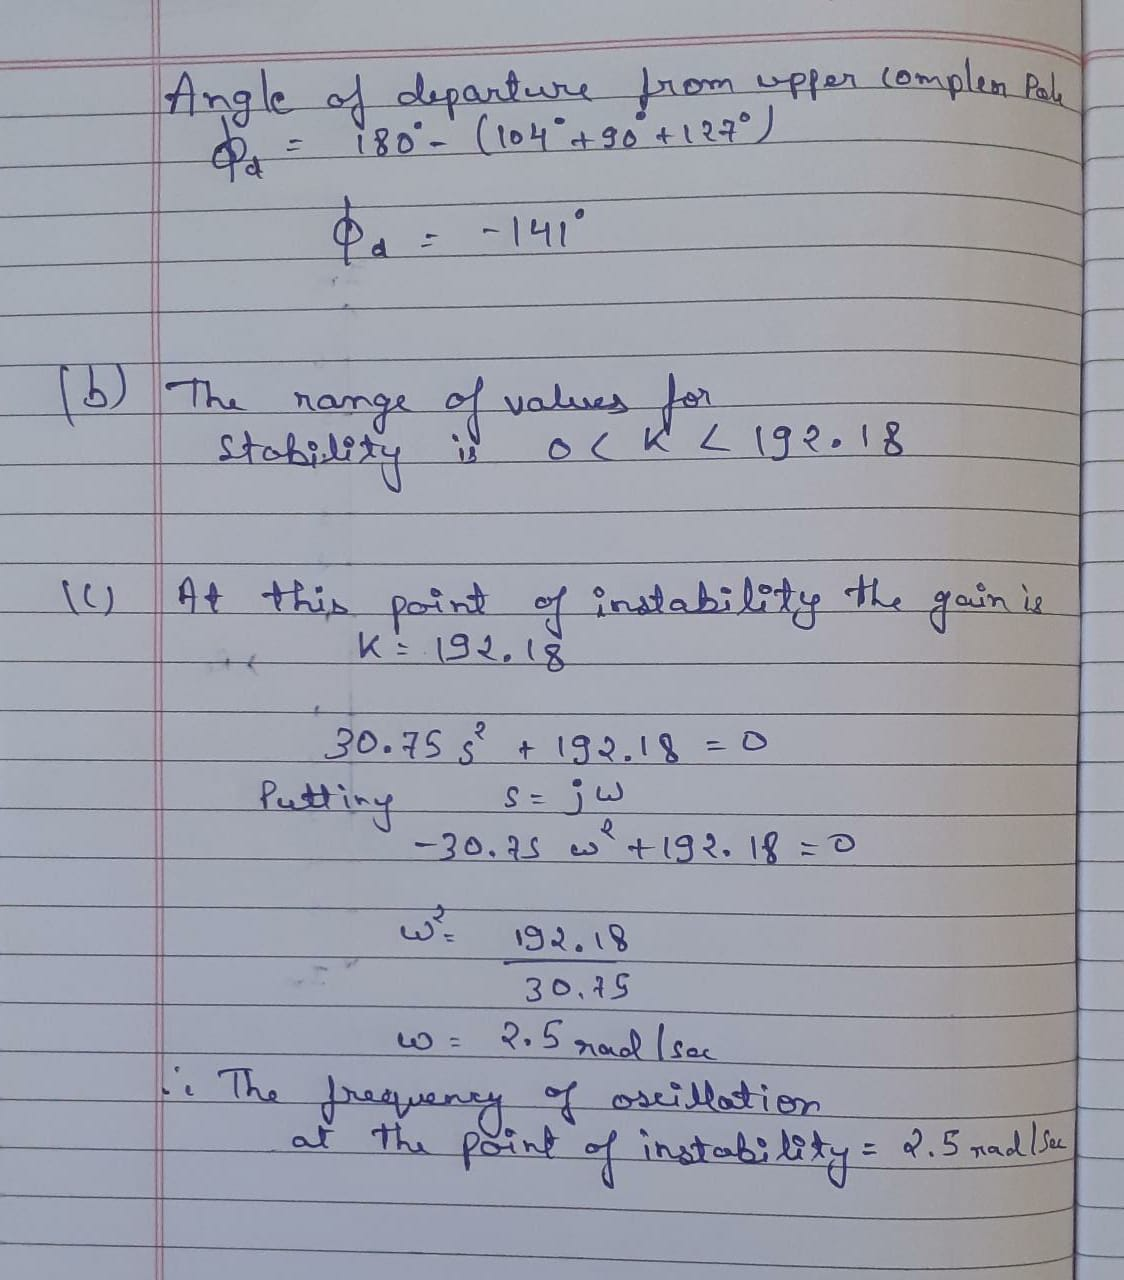 Angle of departure from upper complex Pole
ϕd = 180° - (104° + 90° + 127°)
ϕd = -141°
(b) The range of values for
stability is 0 < K < 192.18
(c) At this point of instability the gain is
K = 192.18
30.75 s² + 192.18 = 0
Putting s = jω
-30.75 ω² + 192.18 = 0
ω² = 192.18
30.75
ω = 2.5 rad/sec
∴ The frequency of oscillation
at the point of instability = 2.5 rad/sec